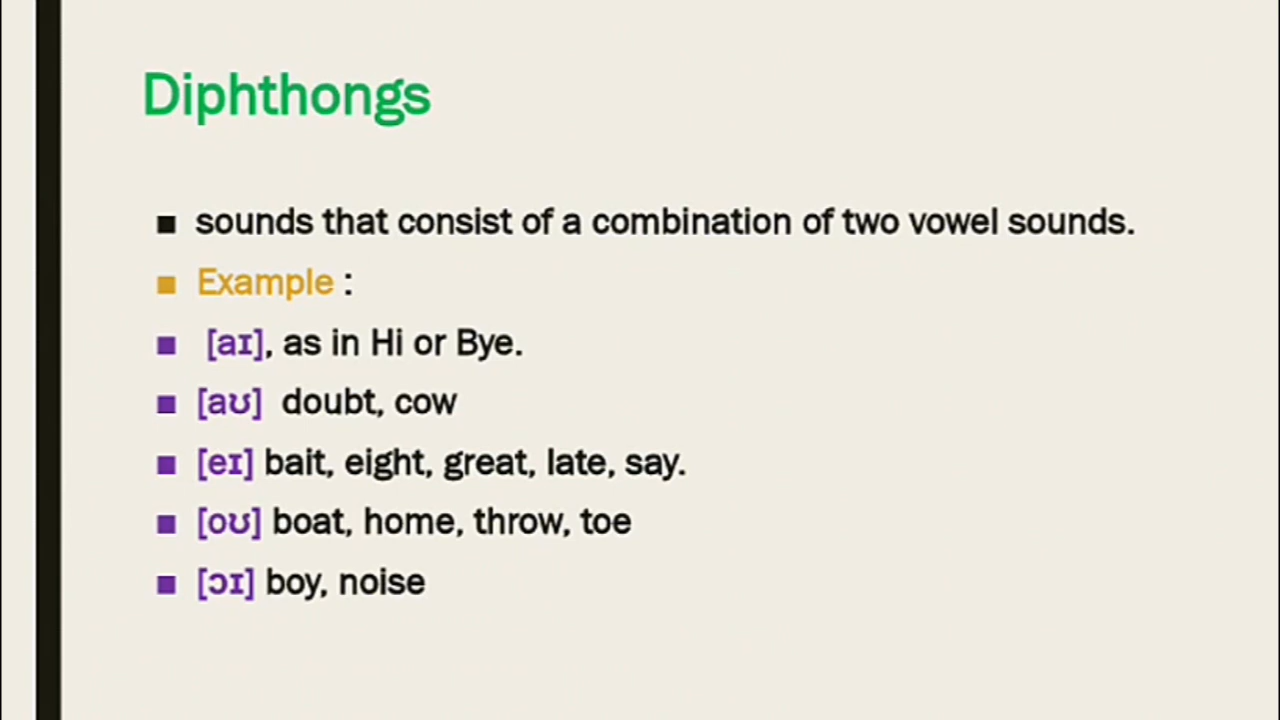 Diphthongs
▪ sounds that consist of a combination of two vowel sounds.
▪ Example :
▪ [aɪ], as in Hi or Bye.
▪ [aʊ] doubt, cow
▪ [eɪ] bait, eight, great, late, say.
▪ [oʊ] boat, home, throw, toe
▪ [ɔɪ] boy, noise